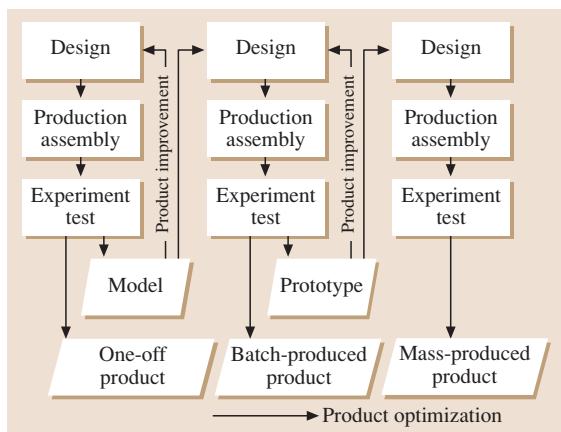 Design
Production
assembly
Experiment
test
Model
One-off
product
Product improvement
Design
Production
assembly
Experiment
test
Prototype
Batch-produced
product
Product improvement
Design
Production
assembly
Experiment
test
Mass-produced
product
Product optimization